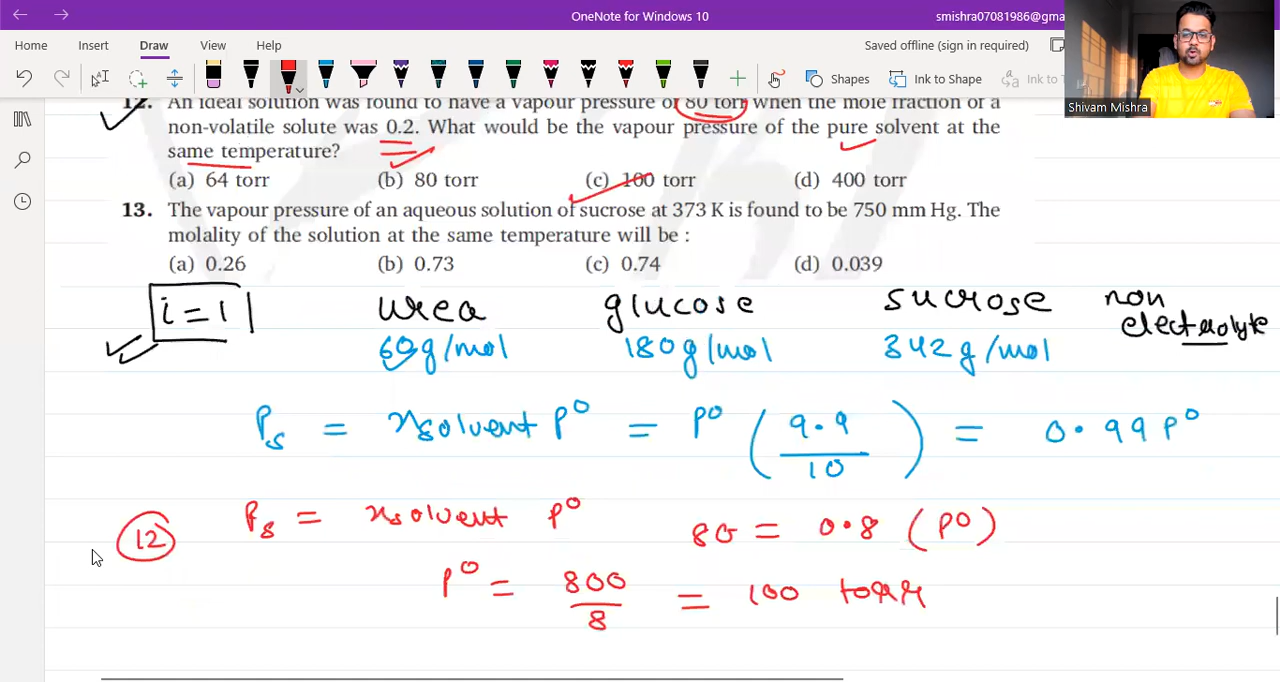 OneNote for Windows 10
smishra07081986@gma
Home Insert Draw View Help
Saved offline (sign in required)
Shapes Ink to Shape Ink to
Shivam Mishra
12. An ideal solution was found to have a vapour pressure of 80 torr when the mole fraction of a
non-volatile solute was 0.2. What would be the vapour pressure of the pure solvent at the
same temperature?
(a) 64 torr (b) 80 torr (c) 100 torr (d) 400 torr
13. The vapour pressure of an aqueous solution of sucrose at 373 K is found to be 750 mm Hg. The
molality of the solution at the same temperature will be :
(a) 0.26 (b) 0.73 (c) 0.74 (d) 0.039
i = 1 urea glucose sucrose non
electrolyte
60g/mol 180g/mol 342g/mol
Ps = xsolvent P° = P° (9.9/10) = 0.99 P°
12 Ps = xsolvent P° 80 = 0.8 (P°)
P° = 800/8 = 100 torr